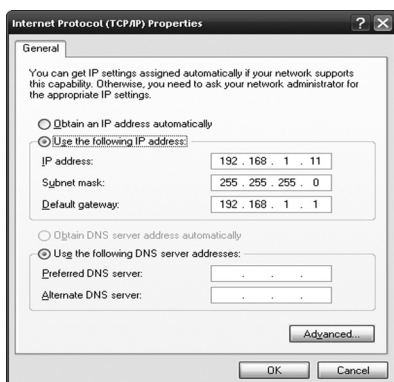 Internet Protocol (TCP/IP) Properties
General
You can get IP settings assigned automatically if your network supports
this capability. Otherwise, you need to ask your network administrator for
the appropriate IP settings.
Obtain an IP address automatically
Use the following IP address:
IP address: 192 . 168 . 1 . 11
Subnet mask: 255 . 255 . 255 . 0
Default gateway: 192 . 168 . 1 . 1
Obtain DNS server address automatically
Use the following DNS server addresses:
Preferred DNS server: . . .
Alternate DNS server: . . .
Advanced...
OK Cancel